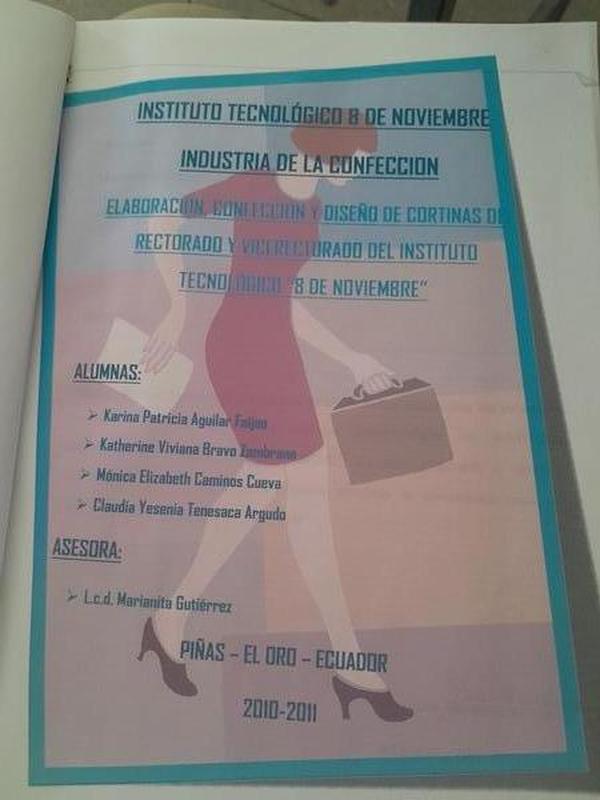 INSTITUTO TECNOLÓGICO 8 DE NOVIEMBRE
INDUSTRIA DE LA CONFECCION
ELABORACION, CONFECCION Y DISEÑO DE CORTINAS DE
RECTORADO Y VICERECTORADO DEL INSTITUTO
TECNOLÓGICO "8 DE NOVIEMBRE"
ALUMNAS:
➢ Karina Patricia Aguilar Feijoo
➢ Katherine Viviana Bravo Zambrano
➢ Mónica Elizabeth Caminos Cueva
➢ Claudia Yesenia Tenesaca Argudo
ASESORA:
➢ L.c.d. Marianita Gutiérrez
PIÑAS – EL ORO – ECUADOR
2010-2011